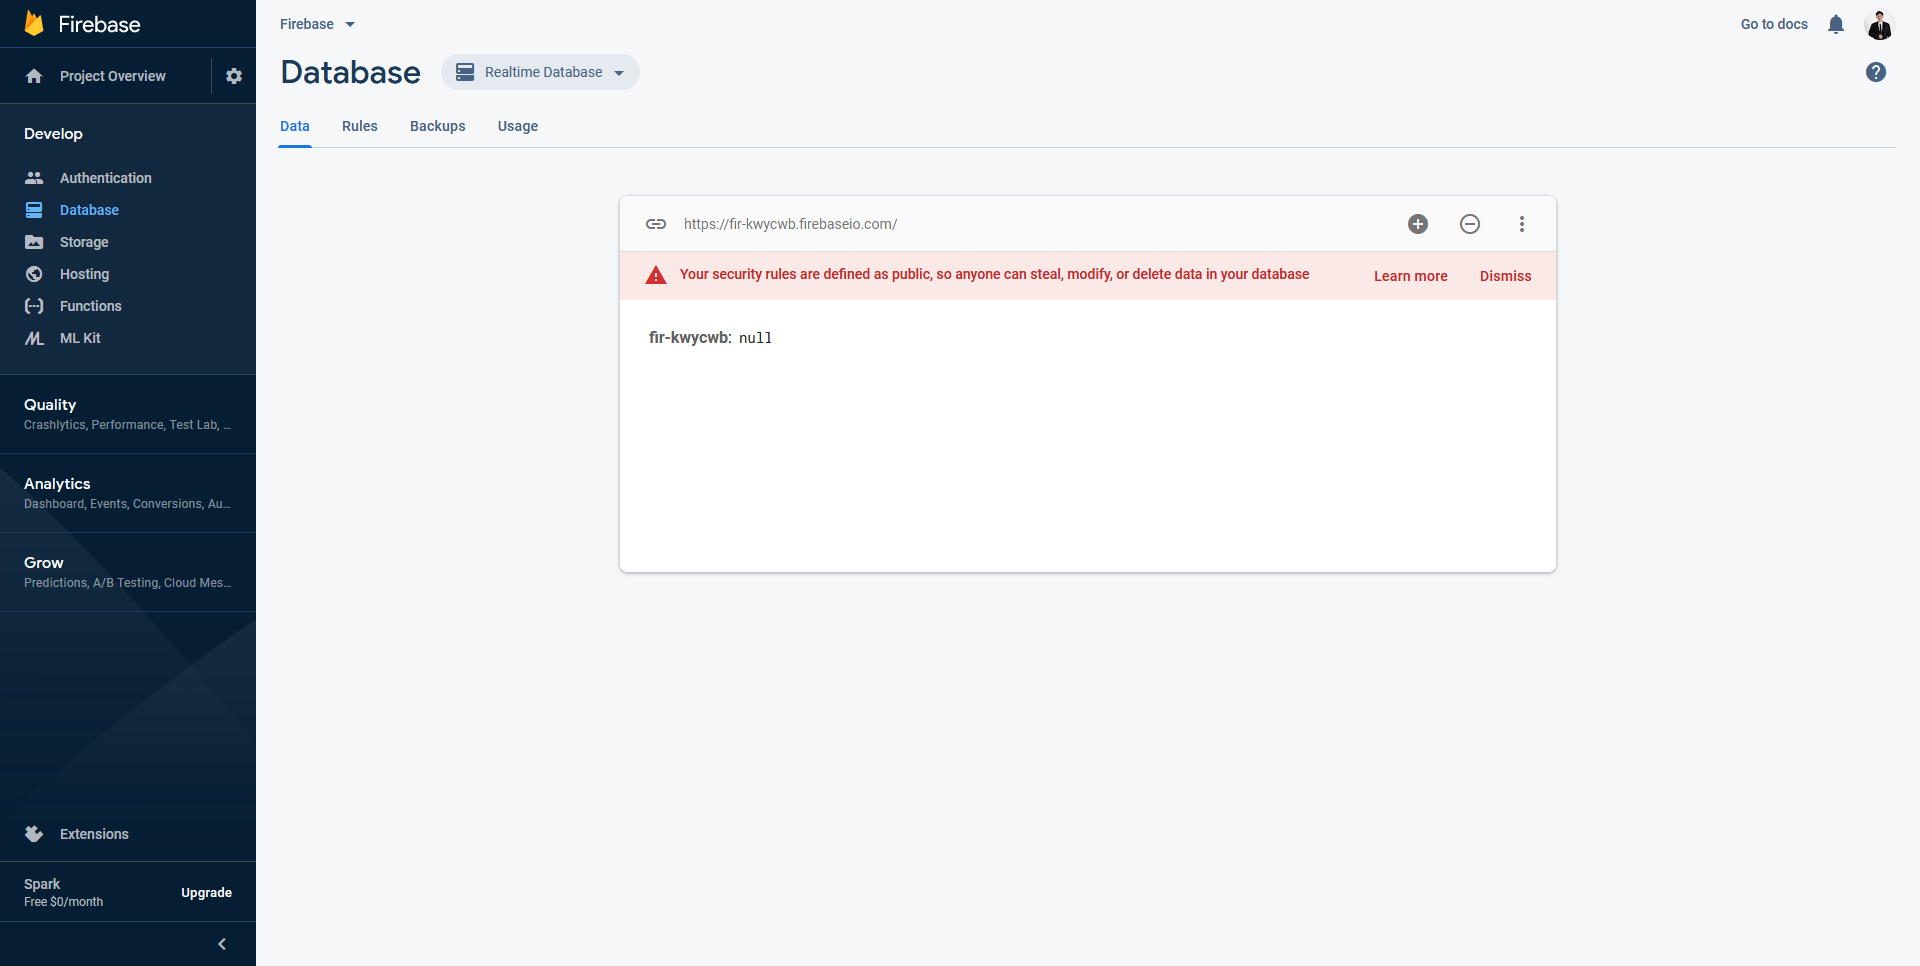 Firebase
Project Overview
Develop
Authentication
Database
Storage
Hosting
Functions
ML Kit
Quality
Crashlytics, Performance, Test Lab, ...
Analytics
Dashboard, Events, Conversions, Au...
Grow
Predictions, A/B Testing, Cloud Mes...
Extensions
Spark
Free $0/month
Upgrade
Firebase
Go to docs
Database
Realtime Database
Data
Rules
Backups
Usage
https://fir-kwycwb.firebaseio.com/
Your security rules are defined as public, so anyone can steal, modify, or delete data in your database
Learn more
Dismiss
fir-kwycwb: null